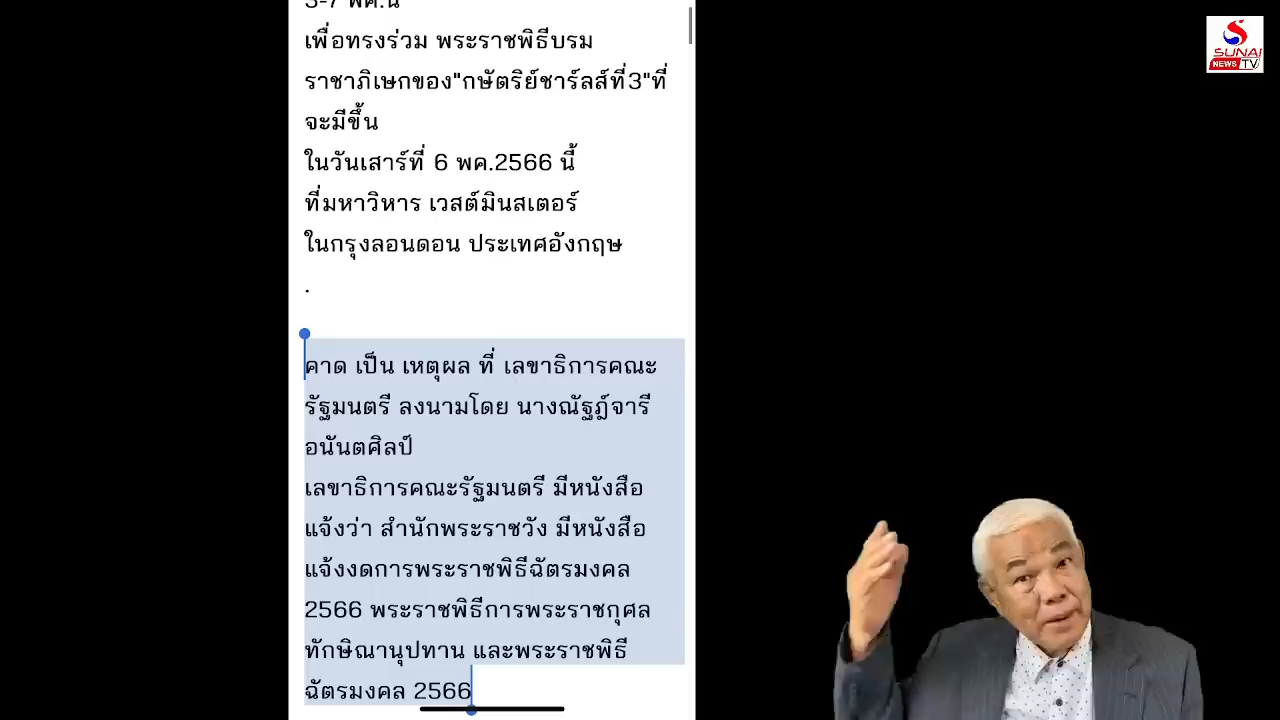 เพื่อทรงร่วม พระราชพิธีบรม
ราชาภิเษกของ"กษัตริย์ชาร์ลส์ที่3"ที่
จะมีขึ้น
ในวันเสาร์ที่ 6 พค.2566 นี้
ที่มหาวิหาร เวสต์มินสเตอร์
ในกรุงลอนดอน ประเทศอังกฤษ
.
คาด เป็น เหตุผล ที่ เลขาธิการคณะ
รัฐมนตรี ลงนามโดย นางณัฐฎ์จารี
อนันตศิลป์
เลขาธิการคณะรัฐมนตรี มีหนังสือ
แจ้งว่า สำนักพระราชวัง มีหนังสือ
แจ้งงดการพระราชพิธีฉัตรมงคล
2566 พระราชพิธีการพระราชกุศล
ทักษิณานุปทาน และพระราชพิธี
ฉัตรมงคล 2566
SUNAI
NEWS TV